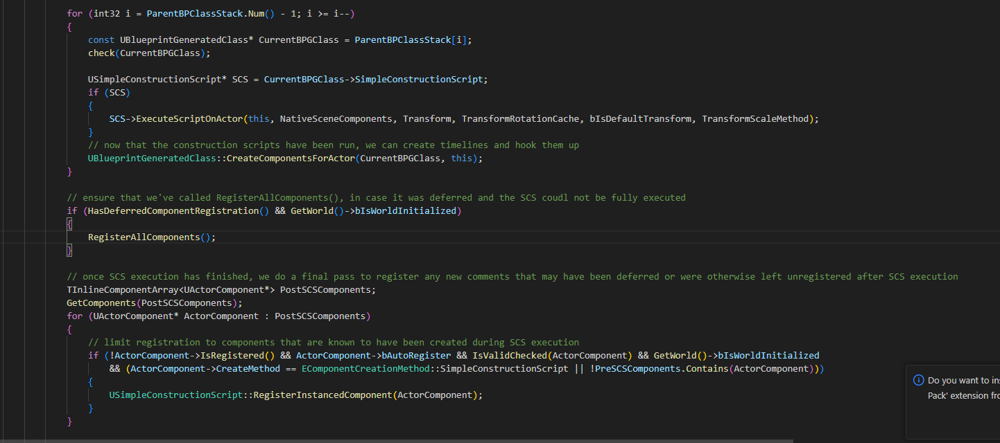 for (int32 i = ParentBPClassStack.Num() - 1; i >= i--)
{
const UBlueprintGeneratedClass* CurrentBPGClass = ParentBPClassStack[i];
check(CurrentBPGClass);
USimpleConstructionScript* SCS = CurrentBPGClass->SimpleConstructionScript;
if (SCS)
{
SCS->ExecuteScriptOnActor(this, NativeSceneComponents, Transform, TransformRotationCache, bIsDefaultTransform, TransformScaleMethod);
}
// now that the construction scripts have been run, we can create timelines and hook them up
UBlueprintGeneratedClass::CreateComponentsForActor(CurrentBPGClass, this);
}
// ensure that we've called RegisterAllComponents(), in case it was deferred and the SCS coudl not be fully executed
if (HasDeferredComponentRegistration() && GetWorld()->bIsWorldInitialized)
{
RegisterAllComponents();
}
// once SCS execution has finished, we do a final pass to register any new comments that may have been deferred or were otherwise left unregistered after SCS execution
TInlineComponentArray<UActorComponent*> PostSCSComponents;
GetComponents(PostSCSComponents);
for (UActorComponent* ActorComponent : PostSCSComponents)
{
// limit registration to components that are known to have been created during SCS execution
if (!ActorComponent->IsRegistered() && ActorComponent->bAutoRegister && IsValidChecked(ActorComponent) && GetWorld()->bIsWorldInitialized
&& (ActorComponent->CreateMethod == EComponentCreationMethod::SimpleConstructionScript || !PreSCSComponents.Contains(ActorComponent)))
{
USimpleConstructionScript::RegisterInstancedComponent(ActorComponent);
}
}
Do you want to ins
Pack' extension fro